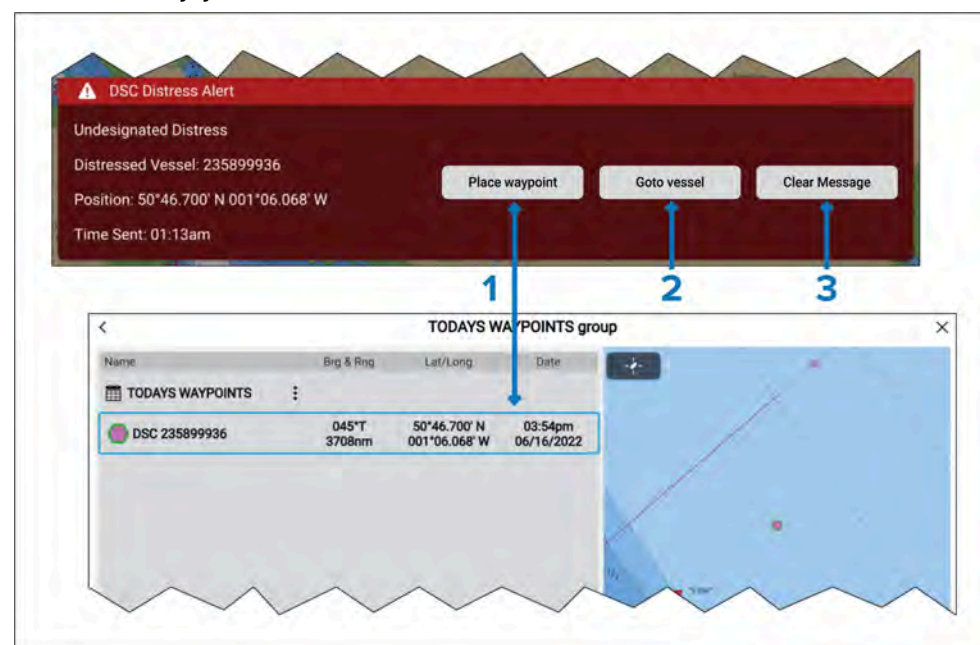 DSC Distress Alert
Undesignated Distress
Distressed Vessel: 235899936
Position: 50°46.700' N 001°06.068' W
Time Sent: 01:13am
Place waypoint
Goto vessel
Clear Message
1
2
3
TODAYS WAYPOINTS group
Name Brg & Rng Lat/Long Date
TODAYS WAYPOINTS
DSC 235899936
045°T
3708nm
50°46.700' N
001°06.068' W
03:54pm
06/16/2022